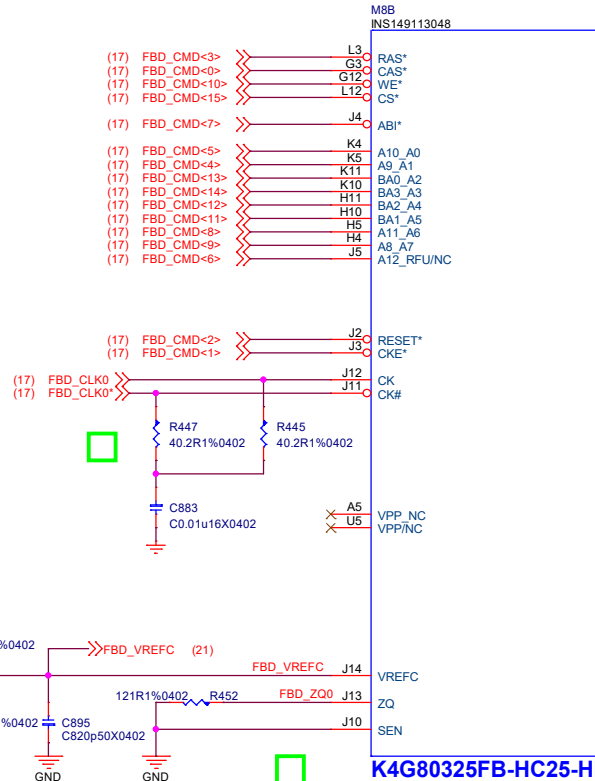 M8B
INS149113048
(17) FBD_CMD<3> L3 RAS*
(17) FBD_CMD<0> G3 CAS*
(17) FBD_CMD<10> G12 WE*
(17) FBD_CMD<15> L12 CS*
(17) FBD_CMD<7> J4 ABI*
(17) FBD_CMD<5> K4 A10_A0
(17) FBD_CMD<4> K5 A9_A1
(17) FBD_CMD<13> K11 BA0_A2
(17) FBD_CMD<14> K10 BA3_A3
(17) FBD_CMD<12> H11 BA2_A4
(17) FBD_CMD<11> H10 BA1_A5
(17) FBD_CMD<8> H5 A11_A6
(17) FBD_CMD<9> H4 A8_A7
(17) FBD_CMD<6> J5 A12_RFU/NC
(17) FBD_CMD<2> J2 RESET*
(17) FBD_CMD<1> J3 CKE*
(17) FBD_CLK0 J12 CK
(17) FBD_CLK0* J11 CK#
R447 R445
40.2R1%0402 40.2R1%0402
C883
C0.01u16X0402
A5 VPP_NC
U5 VPP/NC
%0402
FBD_VREFC (21)
FBD_VREFC J14 VREFC
121R1%0402 R452 FBD_ZQ0 J13 ZQ
%0402 C895 J10 SEN
C820p50X0402
GND GND
K4G80325FB-HC25-H